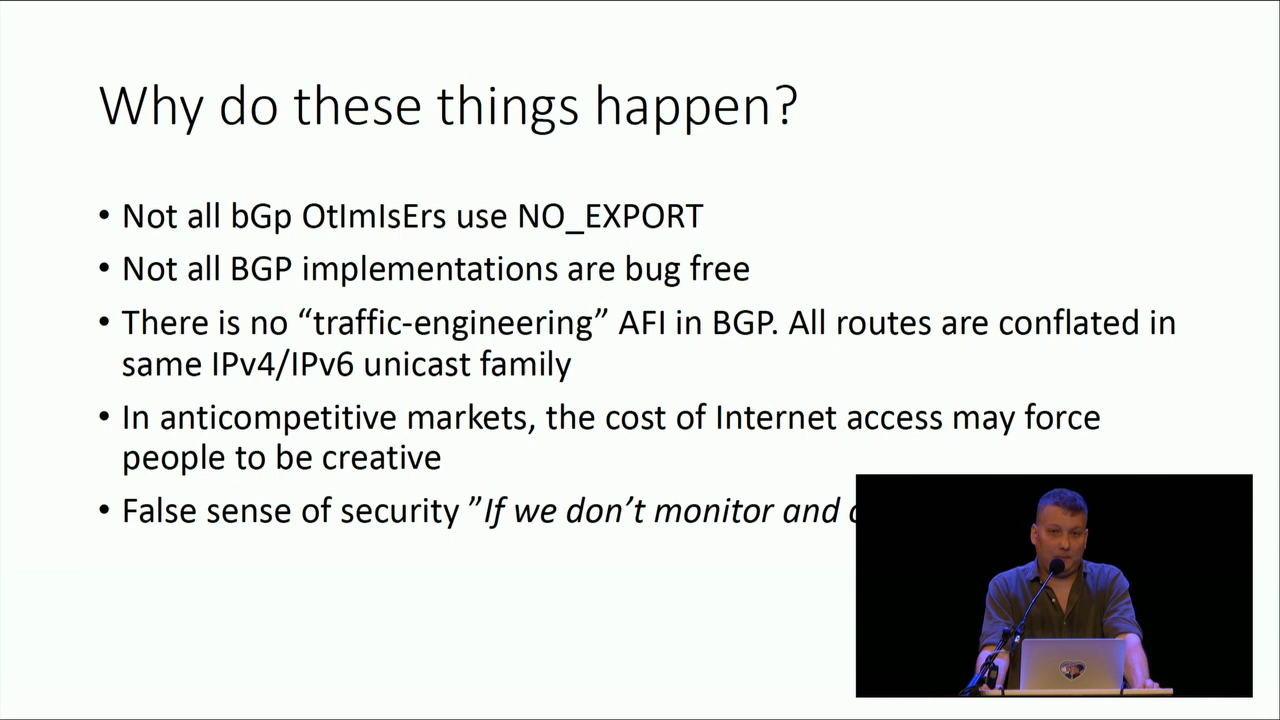 Why do these things happen?
• Not all bGp OtImIsErs use NO_EXPORT
• Not all BGP implementations are bug free
• There is no “traffic-engineering” AFI in BGP. All routes are conflated in
same IPv4/IPv6 unicast family
• In anticompetitive markets, the cost of Internet access may force
people to be creative
• False sense of security ”If we don’t monitor and